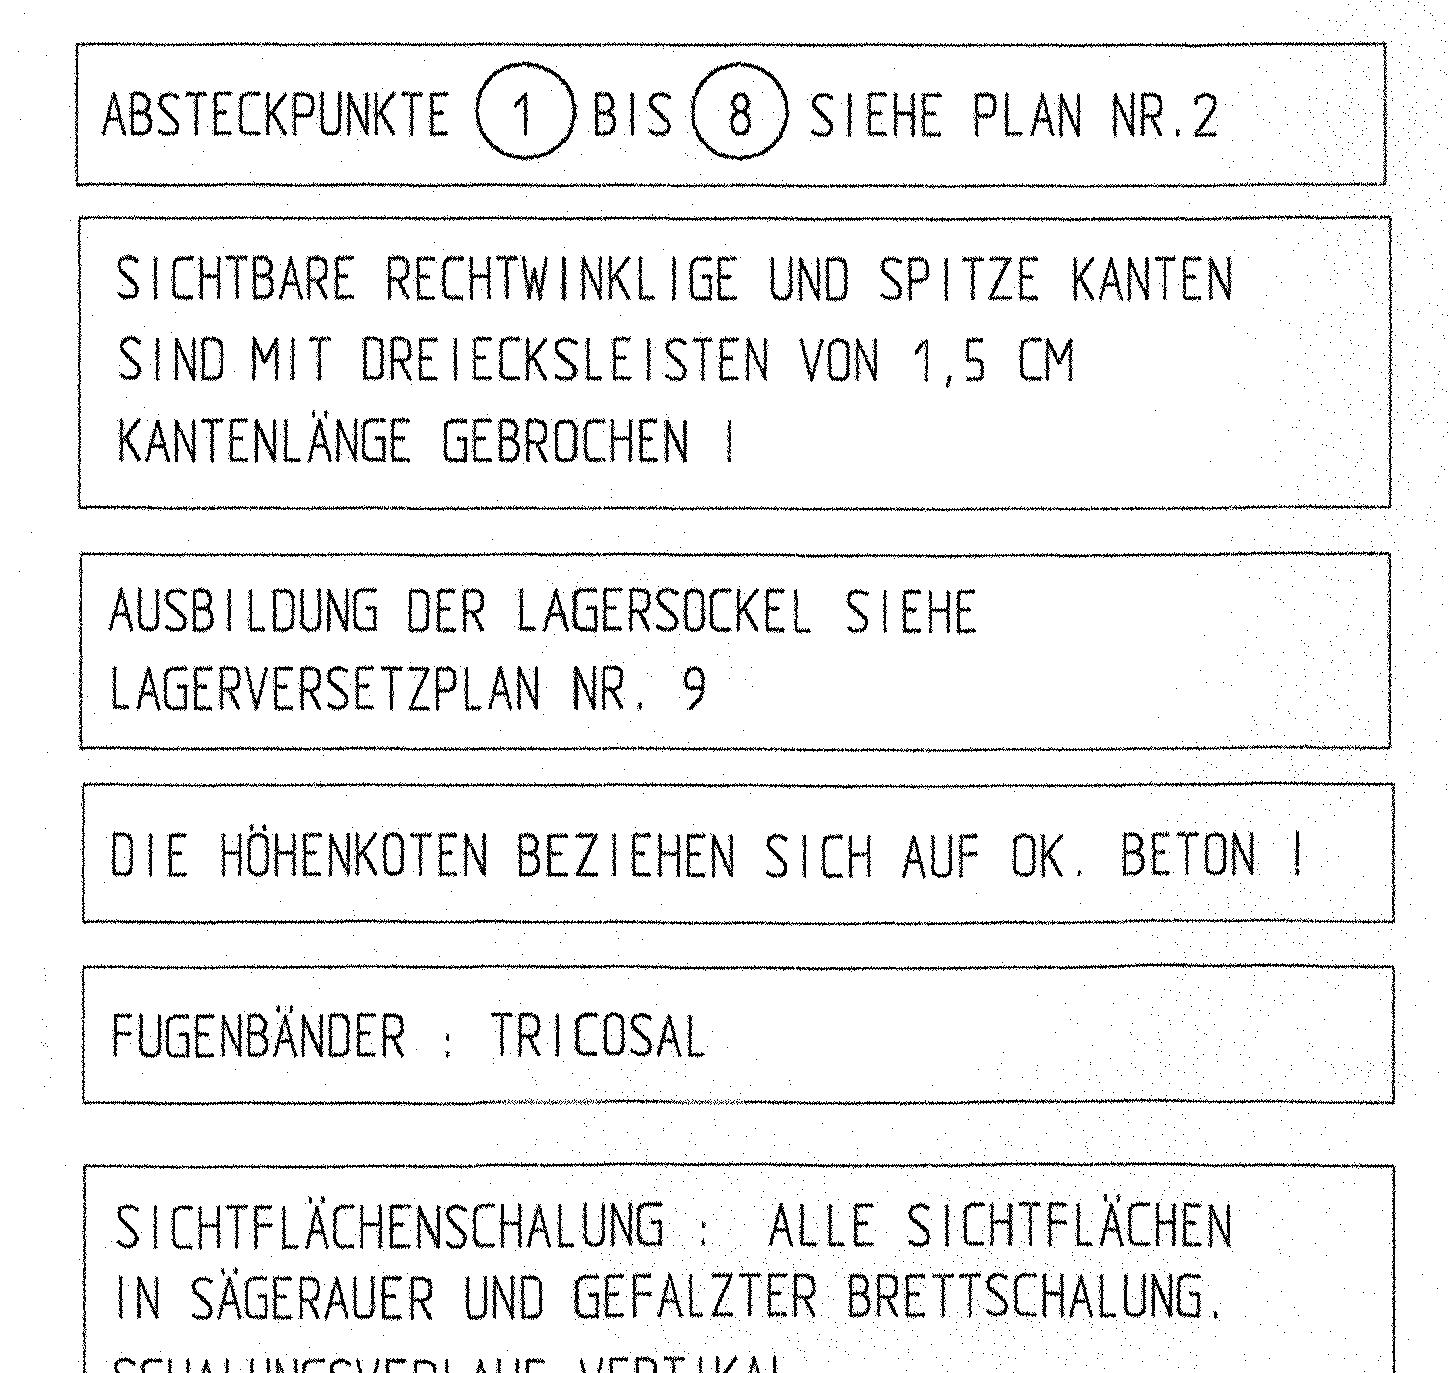 ABSTECKPUNKTE 1 BIS 8 SIEHE PLAN NR.2
SICHTBARE RECHTWINKLIGE UND SPITZE KANTEN
SIND MIT DREIECKSLEISTEN VON 1,5 CM
KANTENLÄNGE GEBROCHEN !
AUSBILDUNG DER LAGERSOCKEL SIEHE
LAGERVERSETZPLAN NR. 9
DIE HÖHENKOTEN BEZIEHEN SICH AUF OK. BETON !
FUGENBÄNDER : TRICOSAL
SICHTFLÄCHENSCHALUNG : ALLE SICHTFLÄCHEN
IN SÄGERAUER UND GEFALZTER BRETTSCHALUNG.
SCHALUNGSVERLAUF VERTIKAL